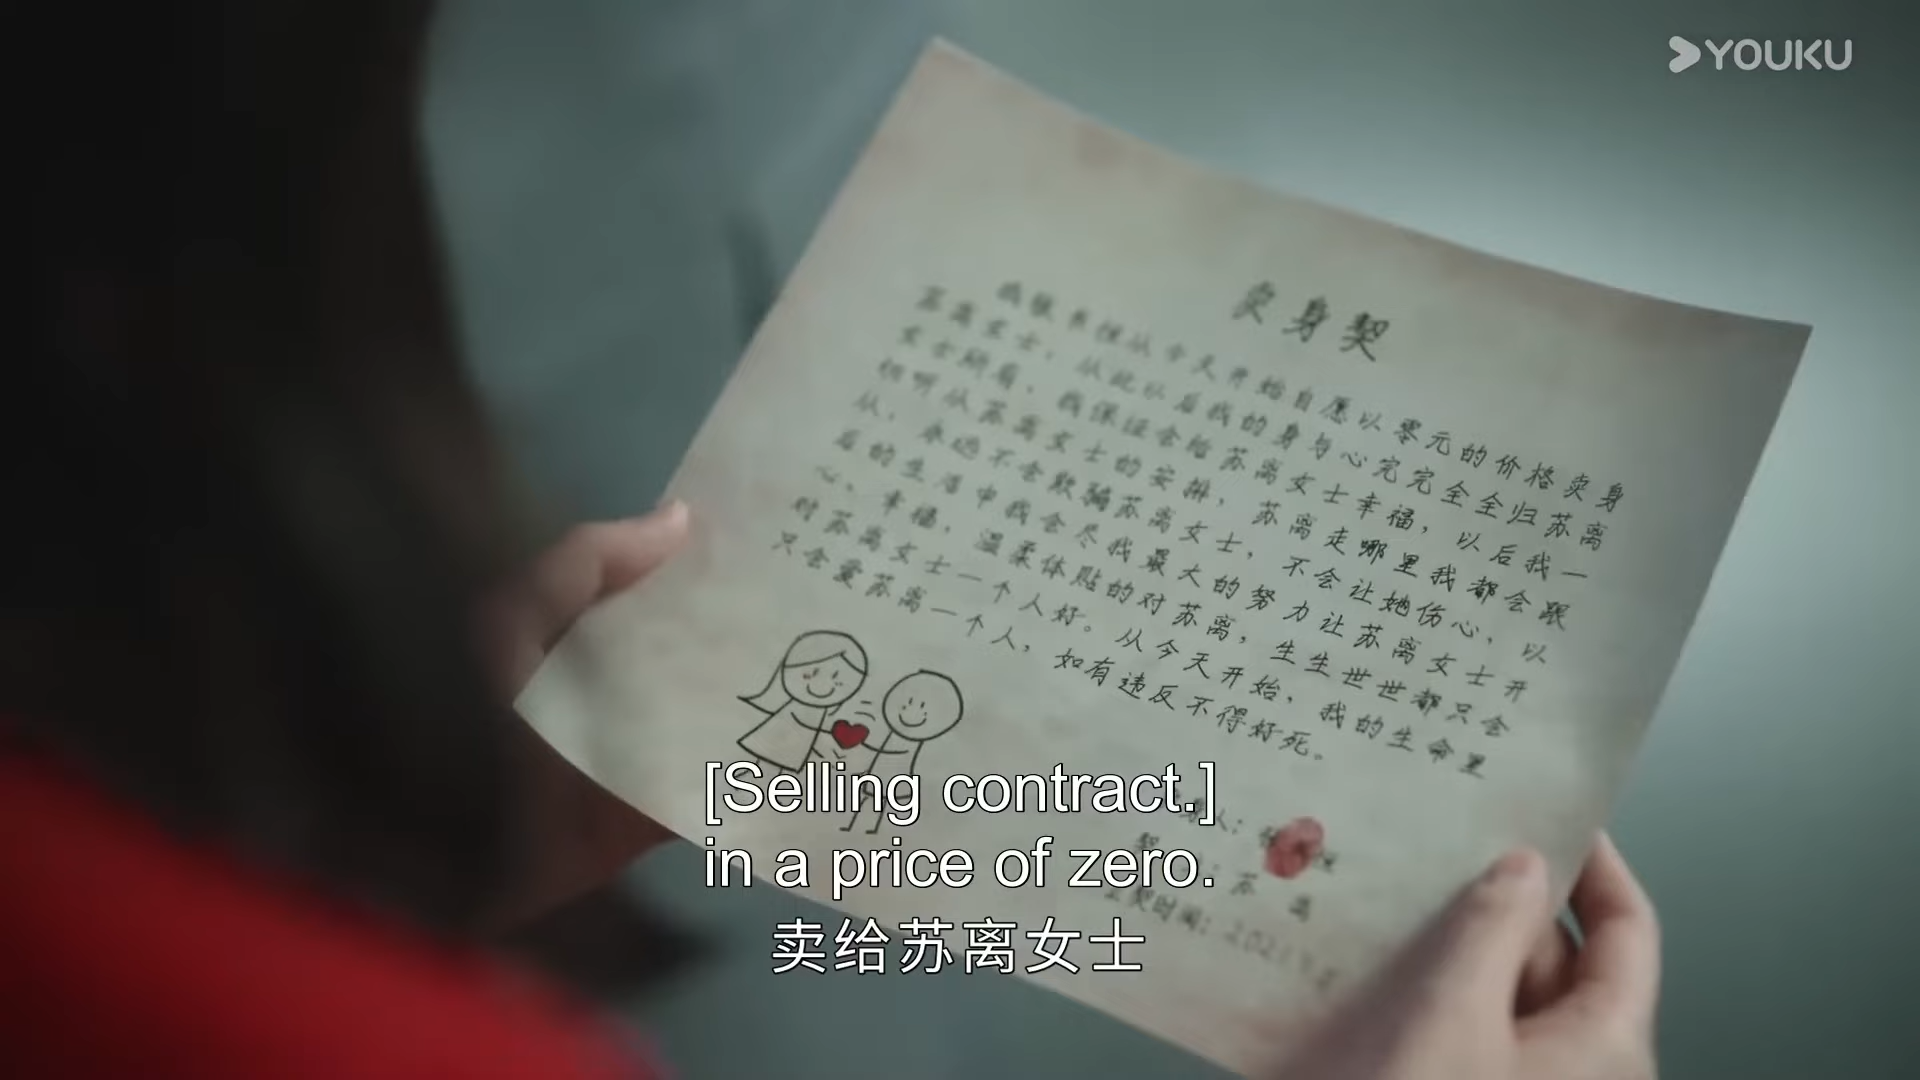 YOUKU
卖身契
从今天开始自愿以零元的价格卖身
苏离女士，从此以后我的身与心完完全全归苏离
女士所有，我保证会给苏离女士幸福，以后我一
切听从苏离女士的安排，苏离走哪里我都会跟
从，永远不会欺骗苏离女士，不会让她伤心，以
后的生活中我会尽我最大的努力让苏离女士开
心、幸福，温柔体贴的对苏离，生生世世都只会
对苏离女士一个人好。从今天开始，我的生命里
只会爱苏离一个人，如有违反不得好死。
身人：
苏离
契时间：2021
[Selling contract.]
in a price of zero.
卖给苏离女士